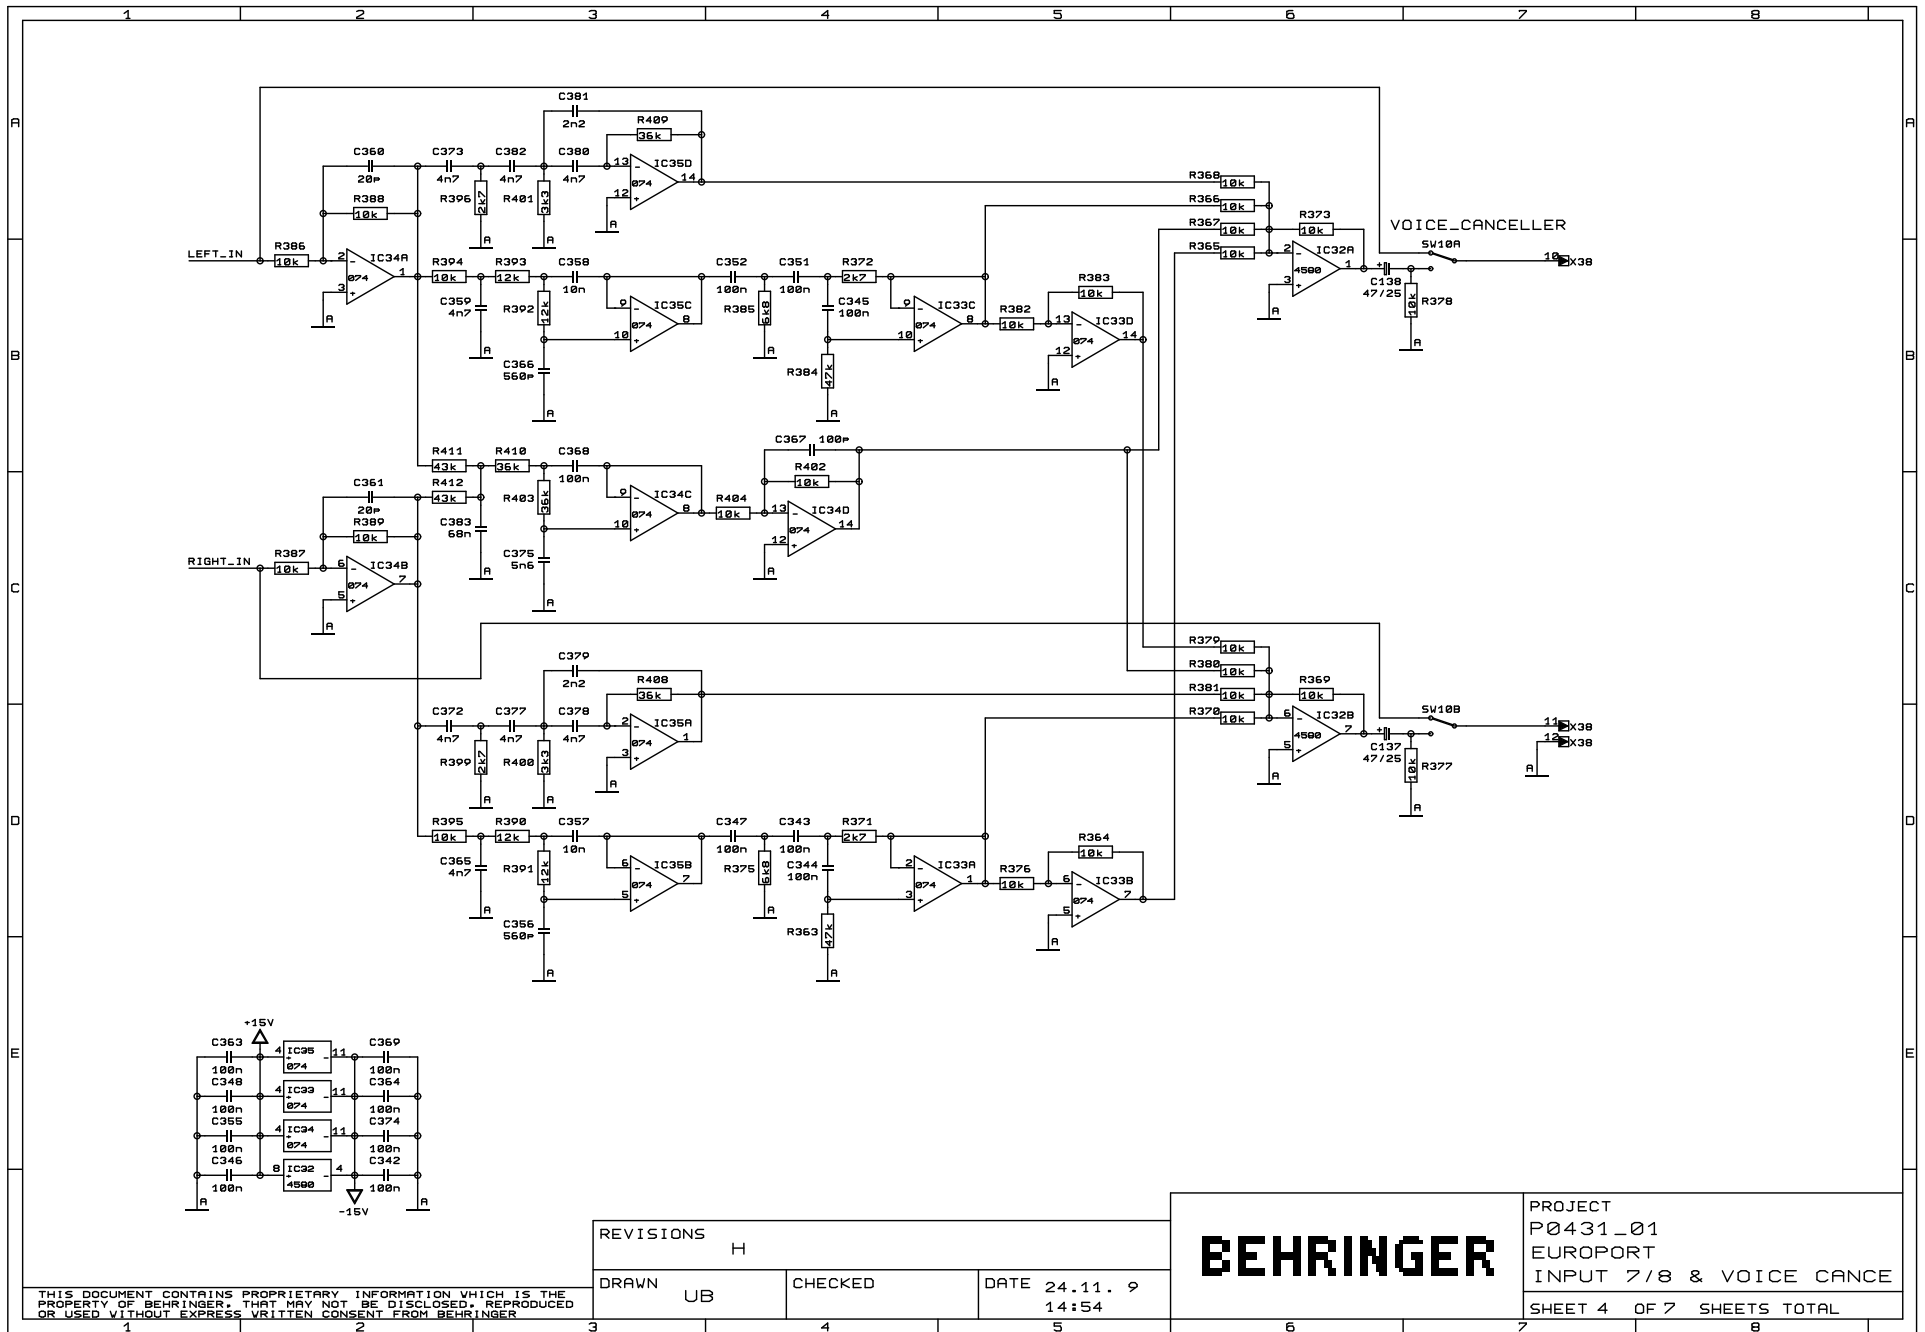 1 2 3 4 5 6 7 8
A A
B B
C C
D D
E E
C381
2n2
R409
36k
C360
20p
C373
4n7
C382
4n7
C380
4n7
13 -
12 +
IC35D
074
14
R396
2k7
R401
3k3
A A A
R388
10k
LEFT_IN
R386
10k
2 -
3 +
IC34A
074
1
A
R394
10k
R393
12k
C358
10n
C359
4n7
R392
12k
9 -
10 +
IC35C
074
8
C366
560p
A A
C352
100n
C351
100n
R372
2k7
R385
6k8
C345
100n
9 -
10 +
IC33C
074
8
R384
47k
A A
R382
10k
R383
10k
13 -
12 +
IC33D
074
14
A
R368
10k
R366
10k
R367
10k
R365
10k
R373
10k
2 -
3 +
IC32A
4580
1
A
+
C138
47/25
R378
10k
A
VOICE_CANCELLER
SW10A
10 X38
R411
43k
R410
36k
C368
100n
R412
43k
R403
36k
C383
68n
C375
5n6
9 -
10 +
IC34C
074
8
A A
R404
10k
C367 100p
R402
10k
13 -
12 +
IC34D
074
14
A
C361
20p
R389
10k
RIGHT_IN
R387
10k
6 -
5 +
IC34B
074
7
A
C379
2n2
R408
36k
C372
4n7
C377
4n7
C378
4n7
R399
2k7
R400
3k3
2 -
3 +
IC35A
074
1
A A A
R379
10k
R380
10k
R381
10k
R370
10k
R369
10k
6 -
5 +
IC32B
4580
7
A
+
C137
47/25
R377
10k
A
SW10B
11 X38
12 X38
A
R395
10k
R390
12k
C357
10n
C365
4n7
R391
12k
6 -
5 +
IC35B
074
7
C356
560p
A A
C347
100n
C343
100n
R371
2k7
R375
6k8
C344
100n
2 -
3 +
IC33A
074
1
R363
47k
A A
R376
10k
R364
10k
6 -
5 +
IC33B
074
7
A
+15V
C363
100n
4 + IC35 - 11
074
C369
100n
C348
100n
4 + IC33 - 11
074
C364
100n
C355
100n
4 + IC34 - 11
074
C374
100n
C346
100n
8 + IC32 - 4
4580
C342
100n
A A
-15V
THIS DOCUMENT CONTAINS PROPRIETARY INFORMATION WHICH IS THE
PROPERTY OF BEHRINGER. THAT MAY NOT BE DISCLOSED. REPRODUCED
OR USED WITHOUT EXPRESS WRITTEN CONSENT FROM BEHRINGER
REVISIONS
H
DRAWN
UB
CHECKED
DATE 24.11. 9
14:54
BEHRINGER
PROJECT
P0431_01
EUROPORT
INPUT 7/8 & VOICE CANCE
SHEET 4 OF 7 SHEETS TOTAL
1 2 3 4 5 6 7 8